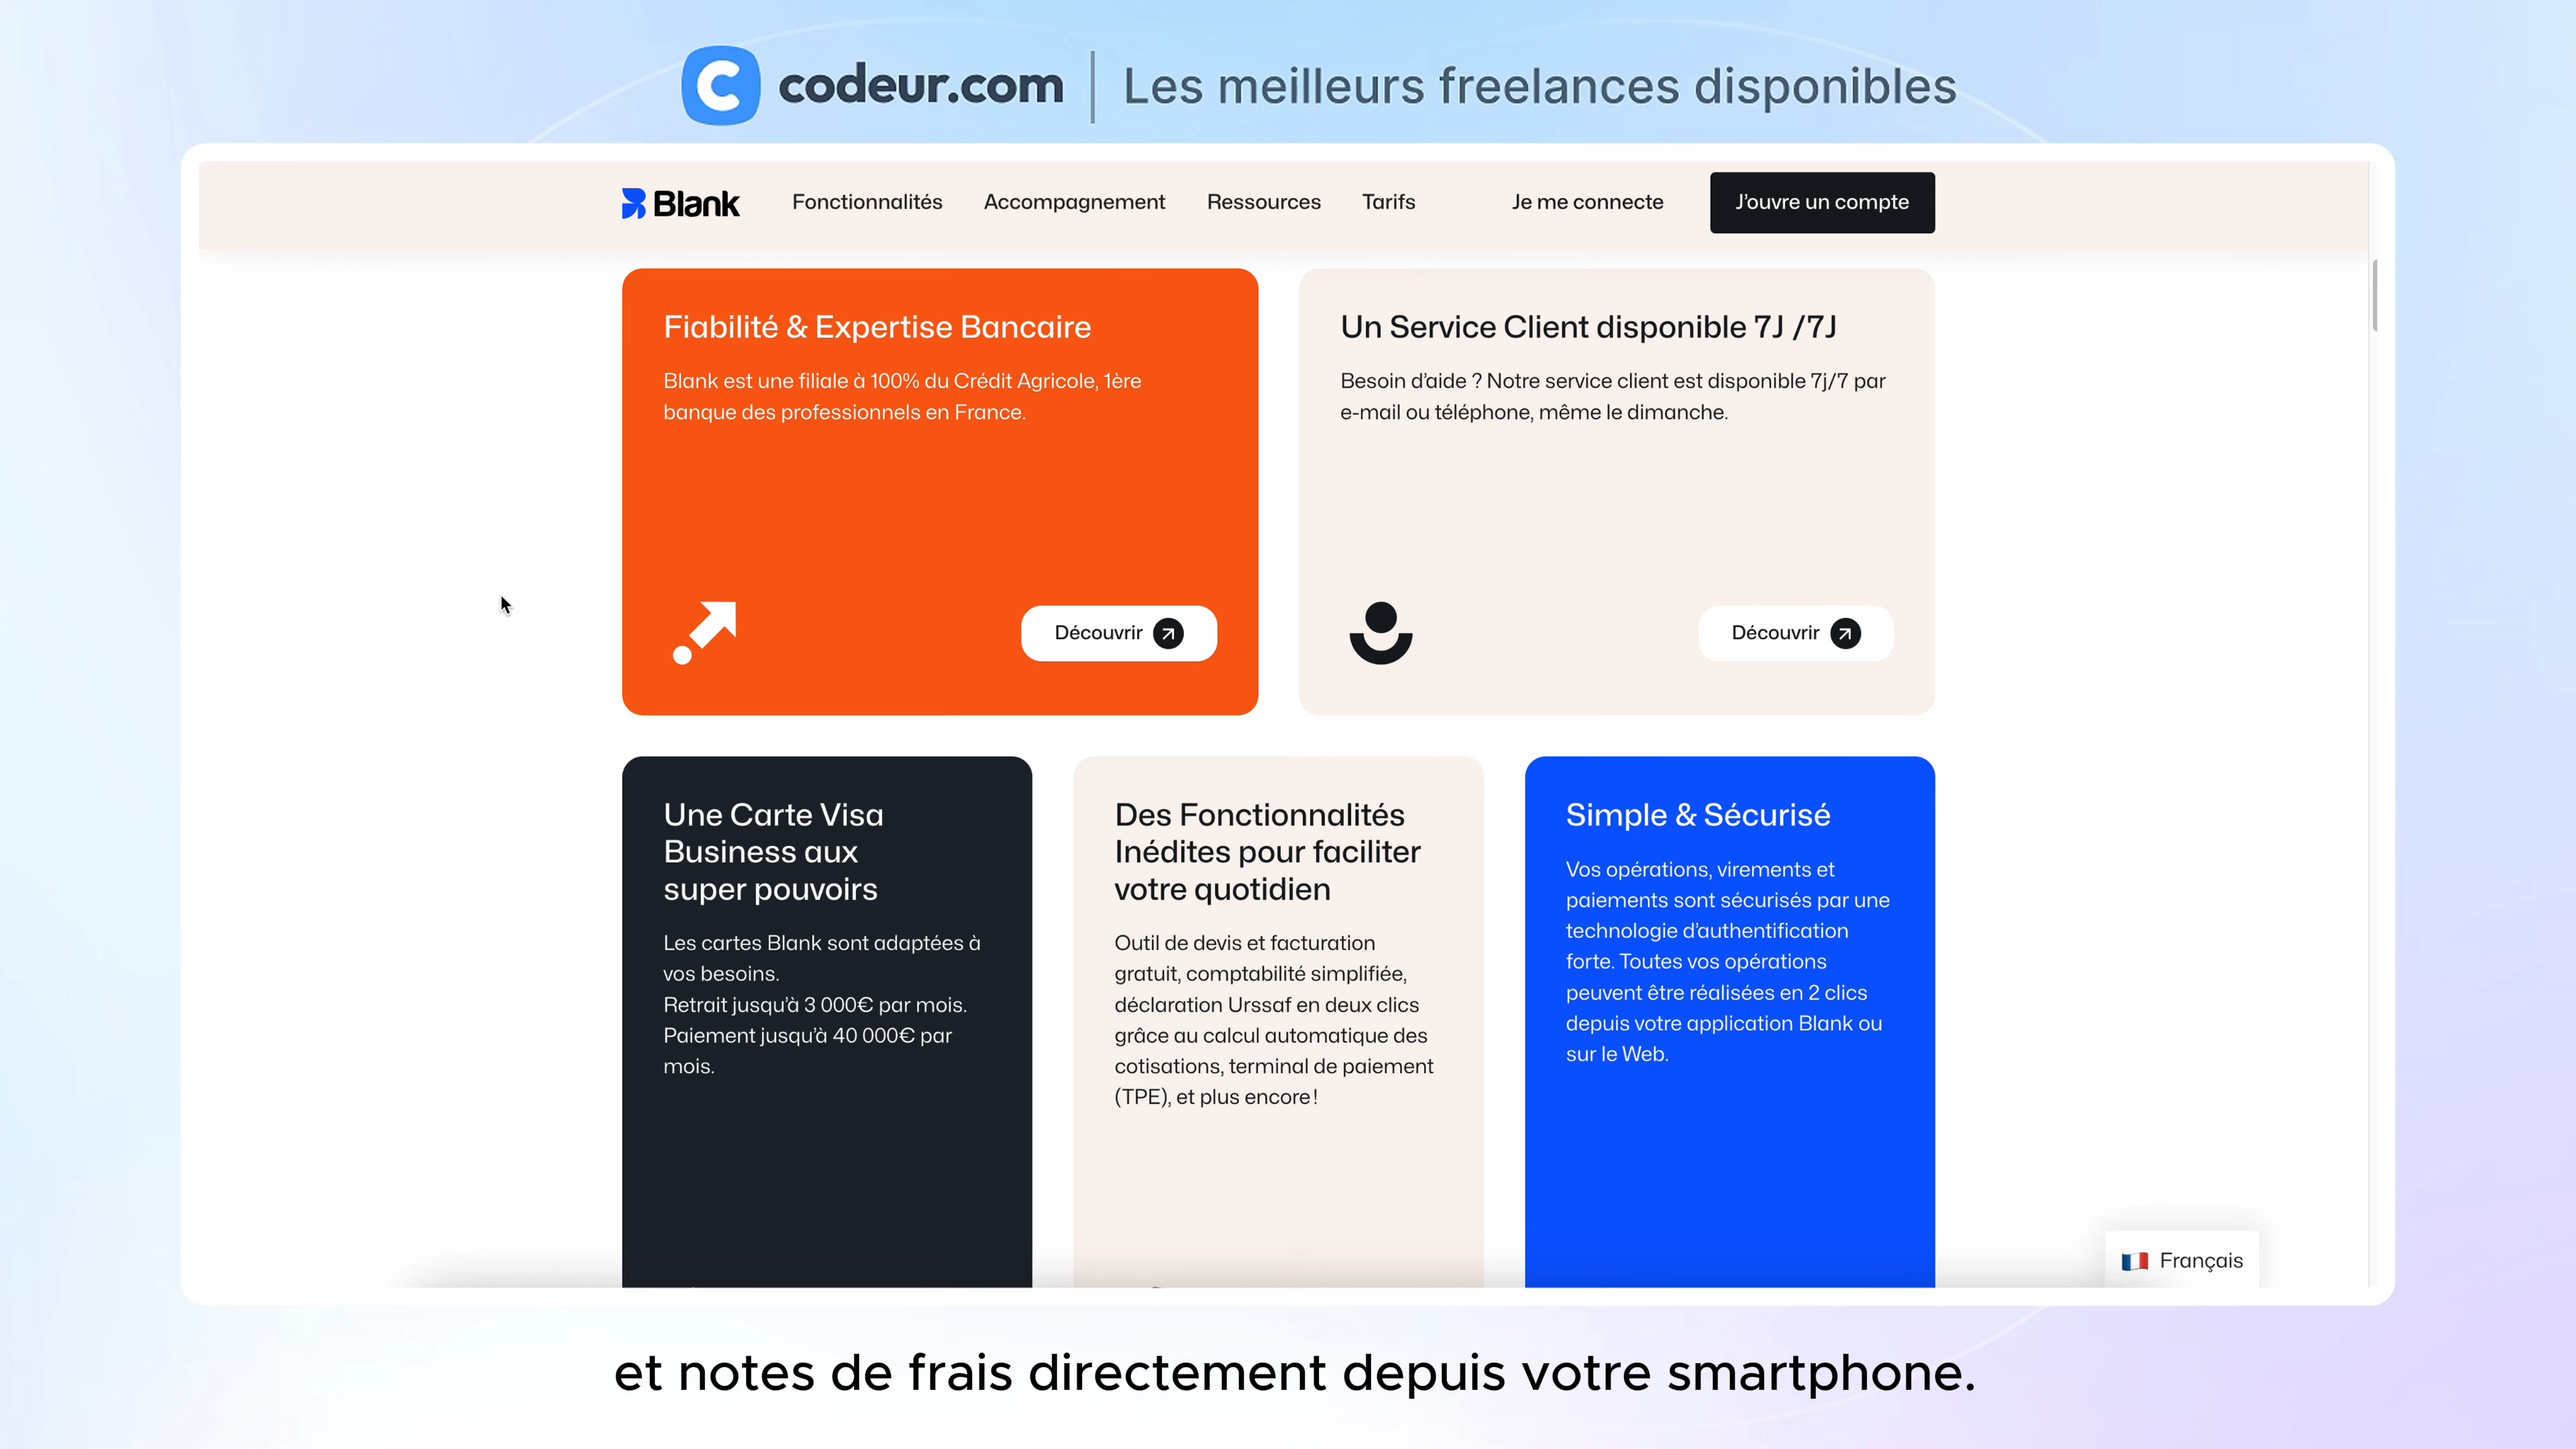 codeur.com | Les meilleurs freelances disponibles
Blank Fonctionnalités Accompagnement Ressources Tarifs Je me connecte J'ouvre un compte
Fiabilité & Expertise Bancaire
Blank est une filiale à 100% du Crédit Agricole, 1ère
banque des professionnels en France.
Découvrir
Un Service Client disponible 7J /7J
Besoin d'aide ? Notre service client est disponible 7j/7 par
e-mail ou téléphone, même le dimanche.
Découvrir
Une Carte Visa
Business aux
super pouvoirs
Les cartes Blank sont adaptées à
vos besoins.
Retrait jusqu'à 3 000€ par mois.
Paiement jusqu'à 40 000€ par
mois.
Des Fonctionnalités
Inédites pour faciliter
votre quotidien
Outil de devis et facturation
gratuit, comptabilité simplifiée,
déclaration Urssaf en deux clics
grâce au calcul automatique des
cotisations, terminal de paiement
(TPE), et plus encore !
Simple & Sécurisé
Vos opérations, virements et
paiements sont sécurisés par une
technologie d'authentification
forte. Toutes vos opérations
peuvent être réalisées en 2 clics
depuis votre application Blank ou
sur le Web.
Français
et notes de frais directement depuis votre smartphone.